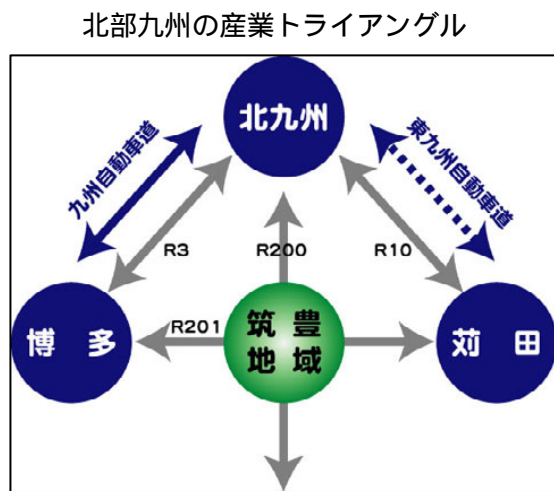 北部九州の産業トライアングル
北九州
九州自動車道
東九州自動車道
R3
R200
R10
R201
博多
筑豊
地域
苅田